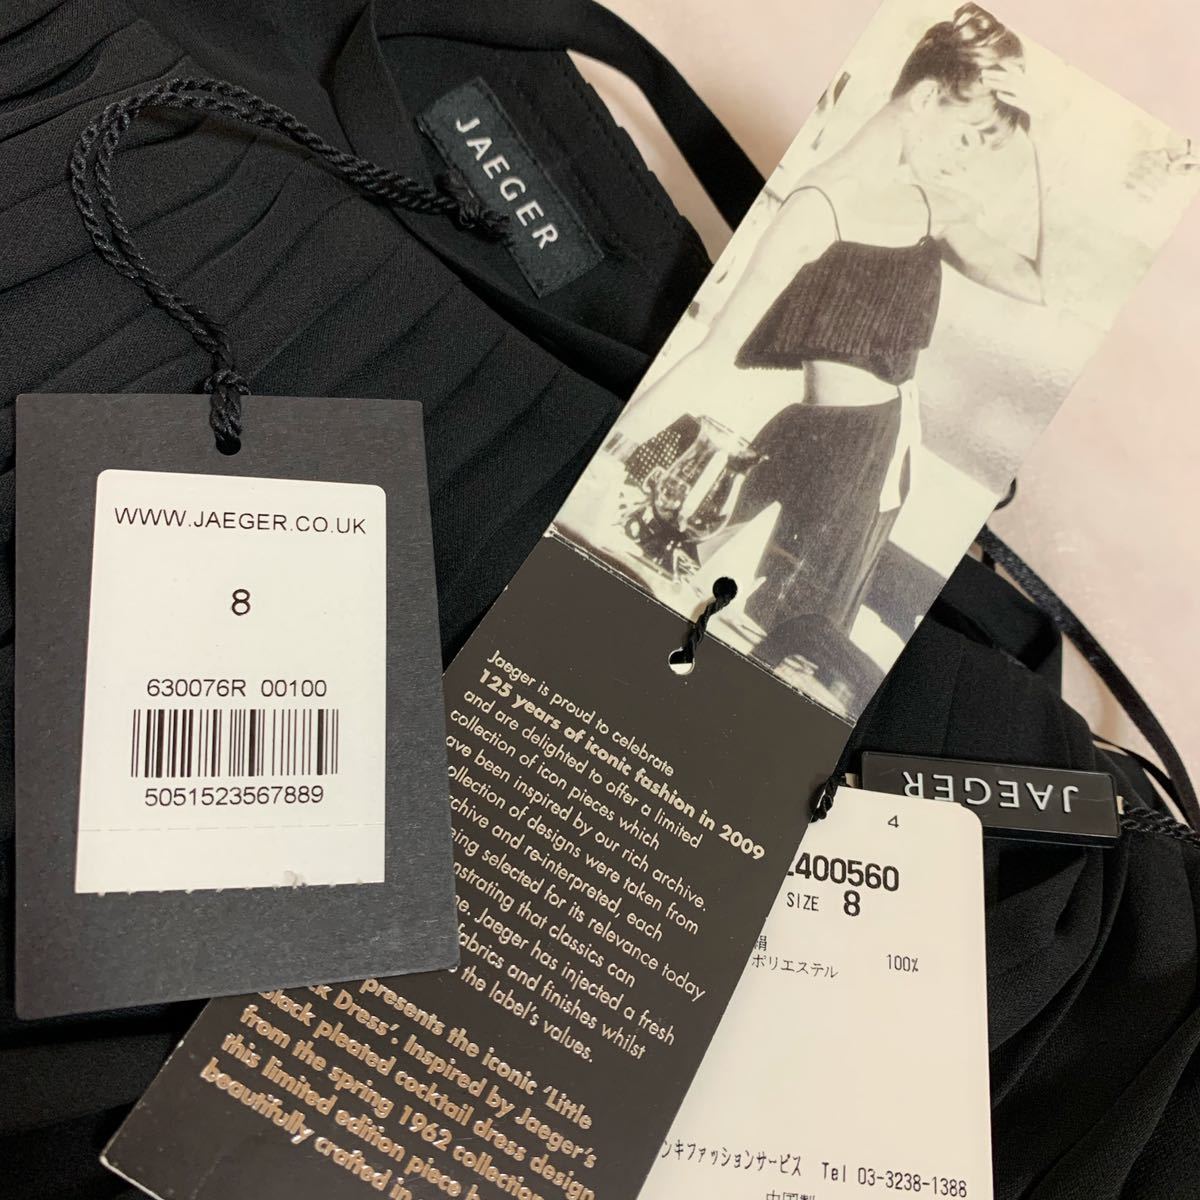 JAEGER
WWW.JAEGER.CO.UK
8
630076R 00100
5051523567889
Jaeger is proud to celebrate
125 years of iconic fashion in 2009
and are delighted to offer a limited
collection of icon pieces which
have been inspired by our rich archive.
collection of designs were taken from
archive and re-interpreted, each
being selected for its relevance today
that classics can
Jaeger has injected a fresh
fabrics and finishes whilst
the label's values.
presents the iconic 'Little
Dress'. Inspired by Jaeger's
black pleated cocktail dress design
from the spring 1962 collection
this limited edition piece
beautifully crafted in
JAEGER
4
400560
SIZE 8
絹
ポリエステル 100%
ンキファッションサービス Tel 03-3238-1388
中国製